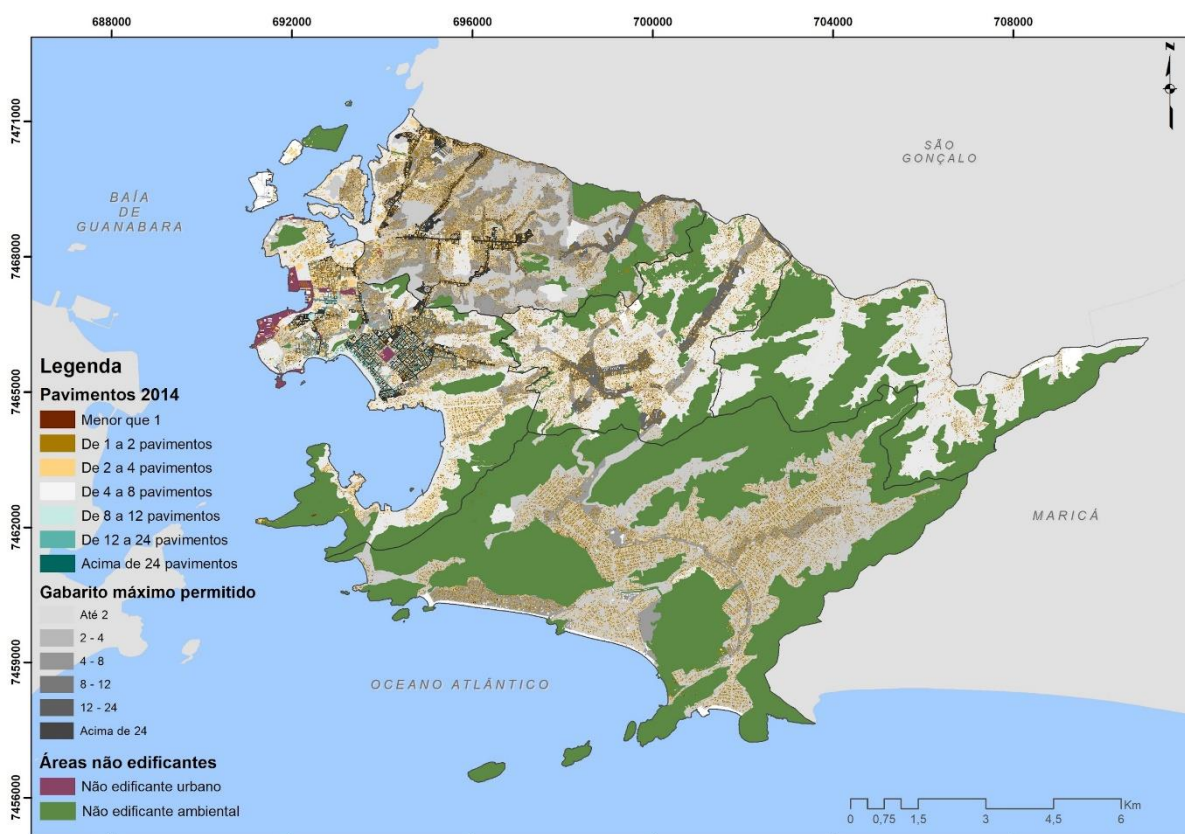 688000 692000 696000 700000 704000 708000
7471000
7468000
7465000
7462000
7459000
7456000
N
SÃO
GONÇALO
BAÍA
DE
GUANABARA
MARICÁ
OCEANO ATLÂNTICO
Legenda
Pavimentos 2014
Menor que 1
De 1 a 2 pavimentos
De 2 a 4 pavimentos
De 4 a 8 pavimentos
De 8 a 12 pavimentos
De 12 a 24 pavimentos
Acima de 24 pavimentos
Gabarito máximo permitido
Até 2
2 - 4
4 - 8
8 - 12
12 - 24
Acima de 24
Áreas não edificantes
Não edificante urbano
Não edificante ambiental
Km
0 0,75 1,5 3 4,5 6